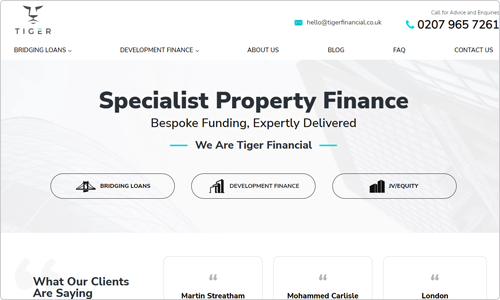 TIGER
Call for Advice and Enquiries
hello@tigerfinancial.co.uk
0207 965 7261
BRIDGING LOANS
DEVELOPMENT FINANCE
ABOUT US
BLOG
FAQ
CONTACT US
Specialist Property Finance
Bespoke Funding, Expertly Delivered
We Are Tiger Financial
BRIDGING LOANS
DEVELOPMENT FINANCE
JV/EQUITY
What Our Clients
Are Saying
“
Martin Streatham
“
Mohammed Carlisle
“
London